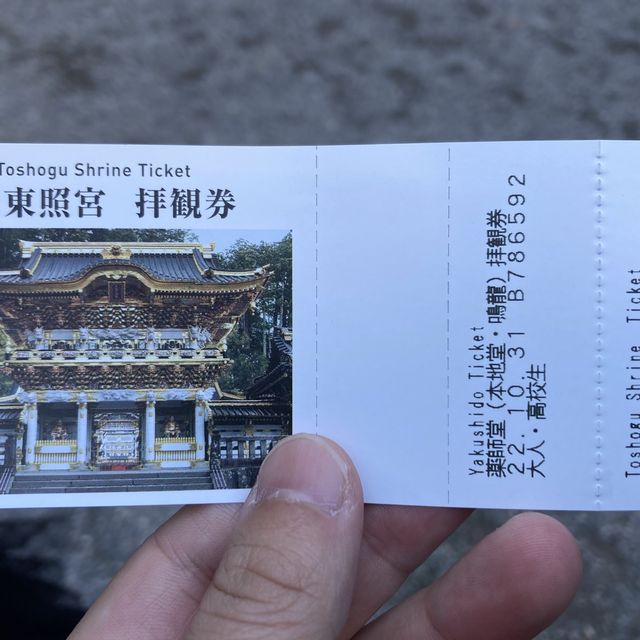 Toshogu Shrine Ticket
東照宮 拝観券
Yakushido Ticket
薬師堂(本地堂・鳴龍)拝観券
22.10.31 B786592
大人・高校生
Toshogu Shrine Ticket